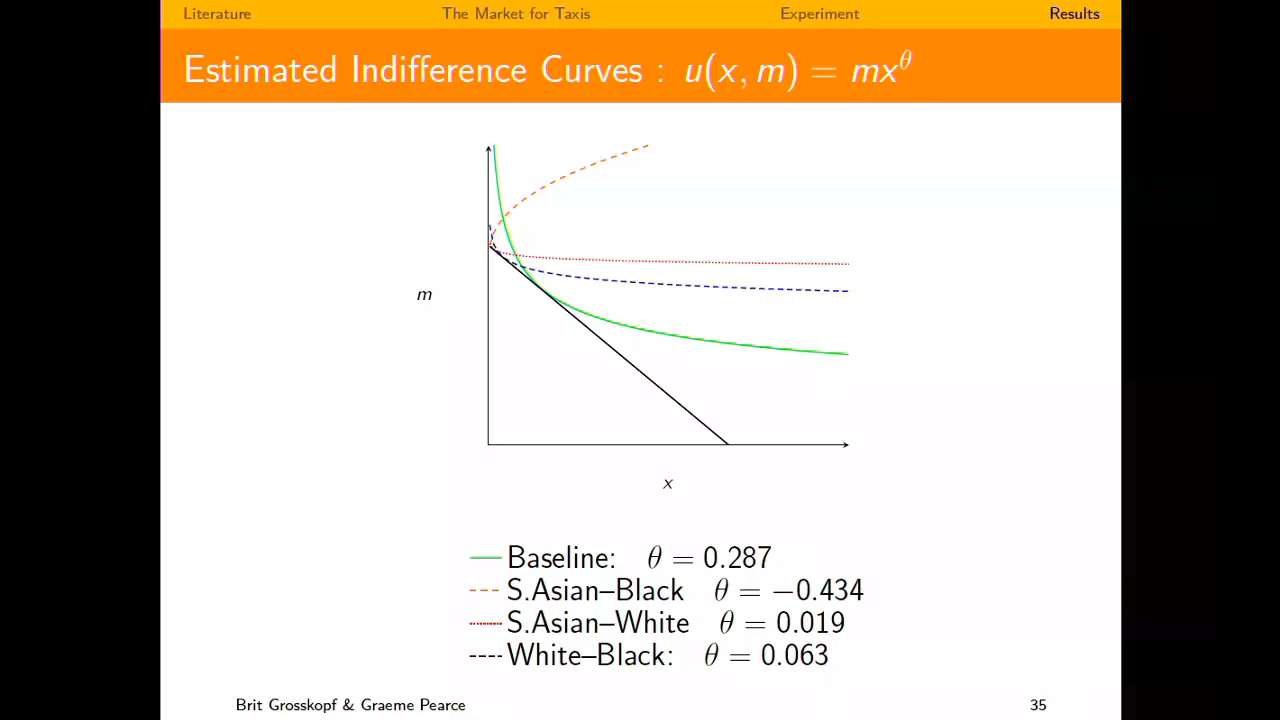 Literature The Market for Taxis Experiment Results
Estimated Indifference Curves : u(x, m) = mx^θ
m
x
Baseline: θ = 0.287
S.Asian–Black θ = −0.434
S.Asian–White θ = 0.019
White–Black: θ = 0.063
Brit Grosskopf & Graeme Pearce 35